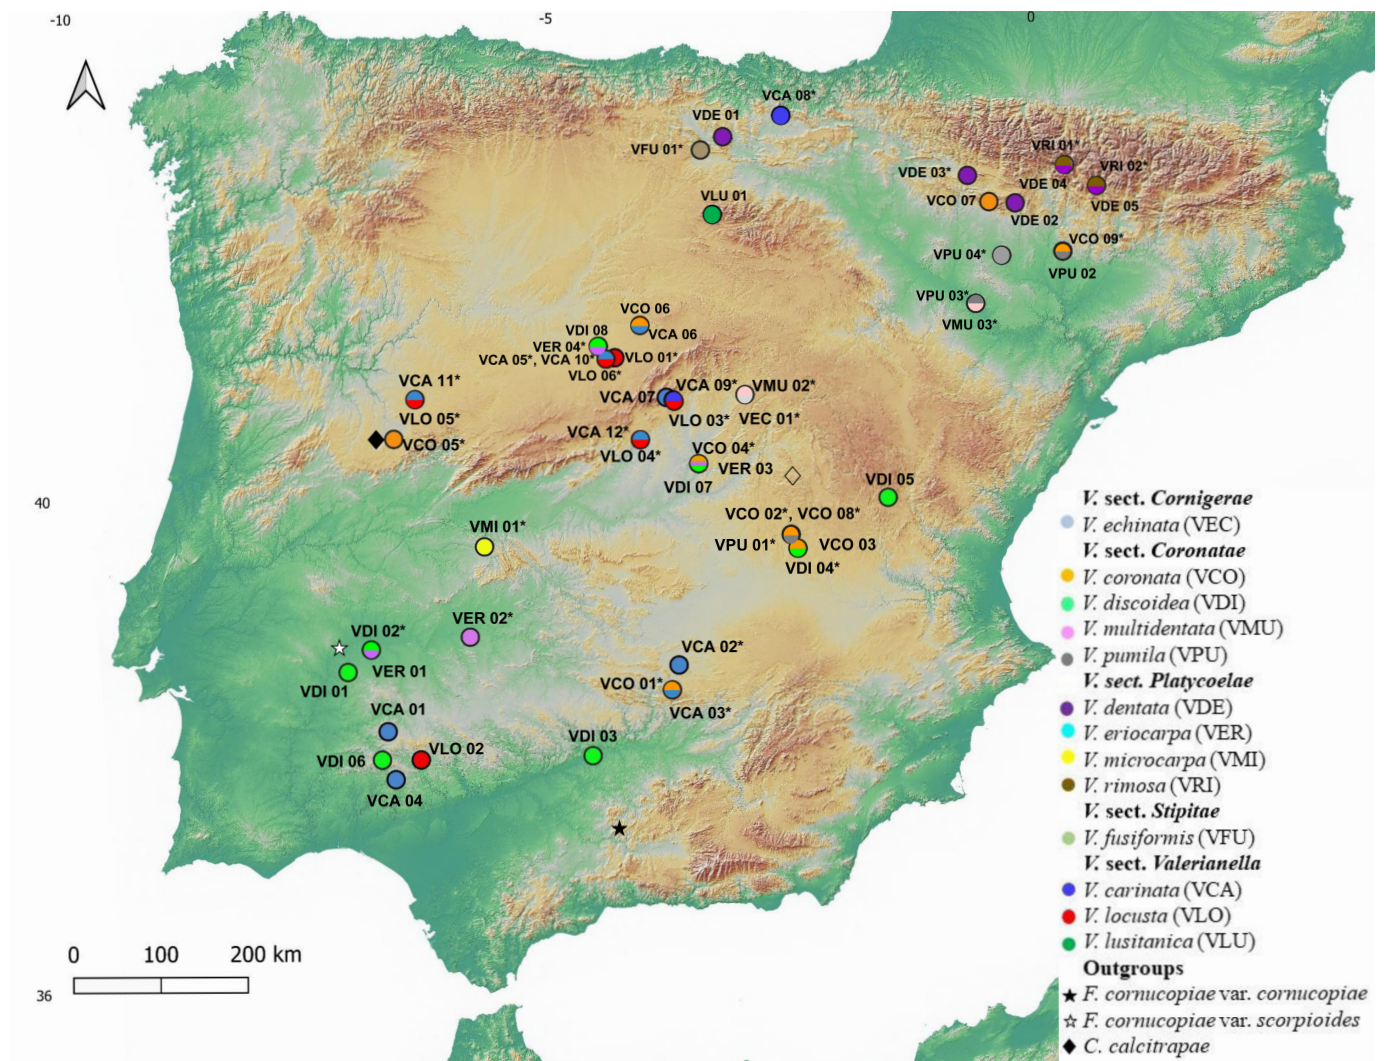 -10
-5
0
VCA 08*
VDE 01
VFU 01*
VRI 01*
VRI 02*
VDE 03*
VDE 04
VDE 05
VCO 07
VDE 02
VLU 01
VCO 09*
VPU 04*
VPU 02
VPU 03*
VMU 03*
VCO 06
VDI 08
VCA 06
VER 04*
VCA 05*, VCA 10*
VLO 01*
VLO 06*
VCA 11*
VCA 07
VCA 09*
VMU 02*
VLO 05*
VLO 03*
VEC 01*
VCA 12*
VCO 05*
VLO 04*
VCO 04*
VER 03
VDI 07
VDI 05
40
VCO 02*, VCO 08*
VMI 01*
VPU 01*
VCO 03
VDI 04*
VER 02*
VDI 02*
VCA 02*
VER 01
VDI 01
VCO 01*
VCA 03*
VCA 01
VDI 03
VLO 02
VDI 06
VCA 04
0 100 200 km
36
V. sect. Cornigerae
V. echinata (VEC)
V. sect. Coronatae
V. coronata (VCO)
V. discoidea (VDI)
V. multidentata (VMU)
V. pumila (VPU)
V. sect. Platycoelae
V. dentata (VDE)
V. eriocarpa (VER)
V. microcarpa (VMI)
V. rimosa (VRI)
V. sect. Stipitae
V. fusiformis (VFU)
V. sect. Valerianella
V. carinata (VCA)
V. locusta (VLO)
V. lusitanica (VLU)
Outgroups
F. cornucopiae var. cornucopiae
F. cornucopiae var. scorpioides
C. calcitrapae